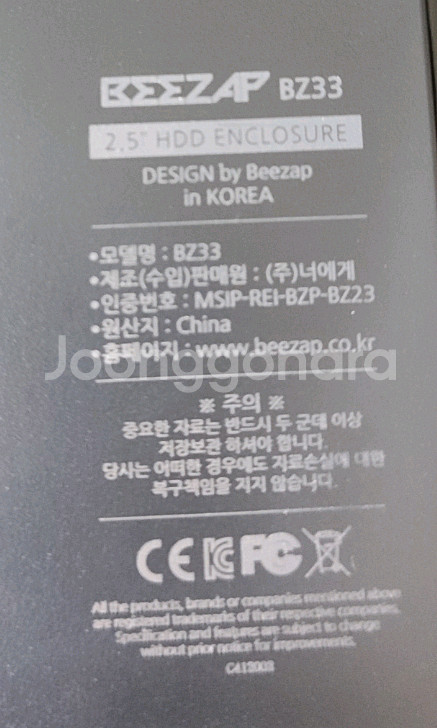 BEEZAP BZ33
2.5" HDD ENCLOSURE
DESIGN by Beezap
in KOREA
•모델명 : BZ33
•제조(수입)판매원 : (주)너에게
•인증번호 : MSIP-REI-BZP-BZ23
•원산지 : China
•홈페이지 : www.beezap.co.kr
Joonggonara
※ 주의 ※
중요한 자료는 반드시 두 군데 이상
저장보관 하셔야 합니다.
당사는 어떠한 경우에도 자료손실에 대한
복구책임을 지지 않습니다.
CE KC FC
All the products, brands or companies mentioned above
are registered trademarks of their respective companies.
Specification and features are subject to change
without prior notice for improvements.